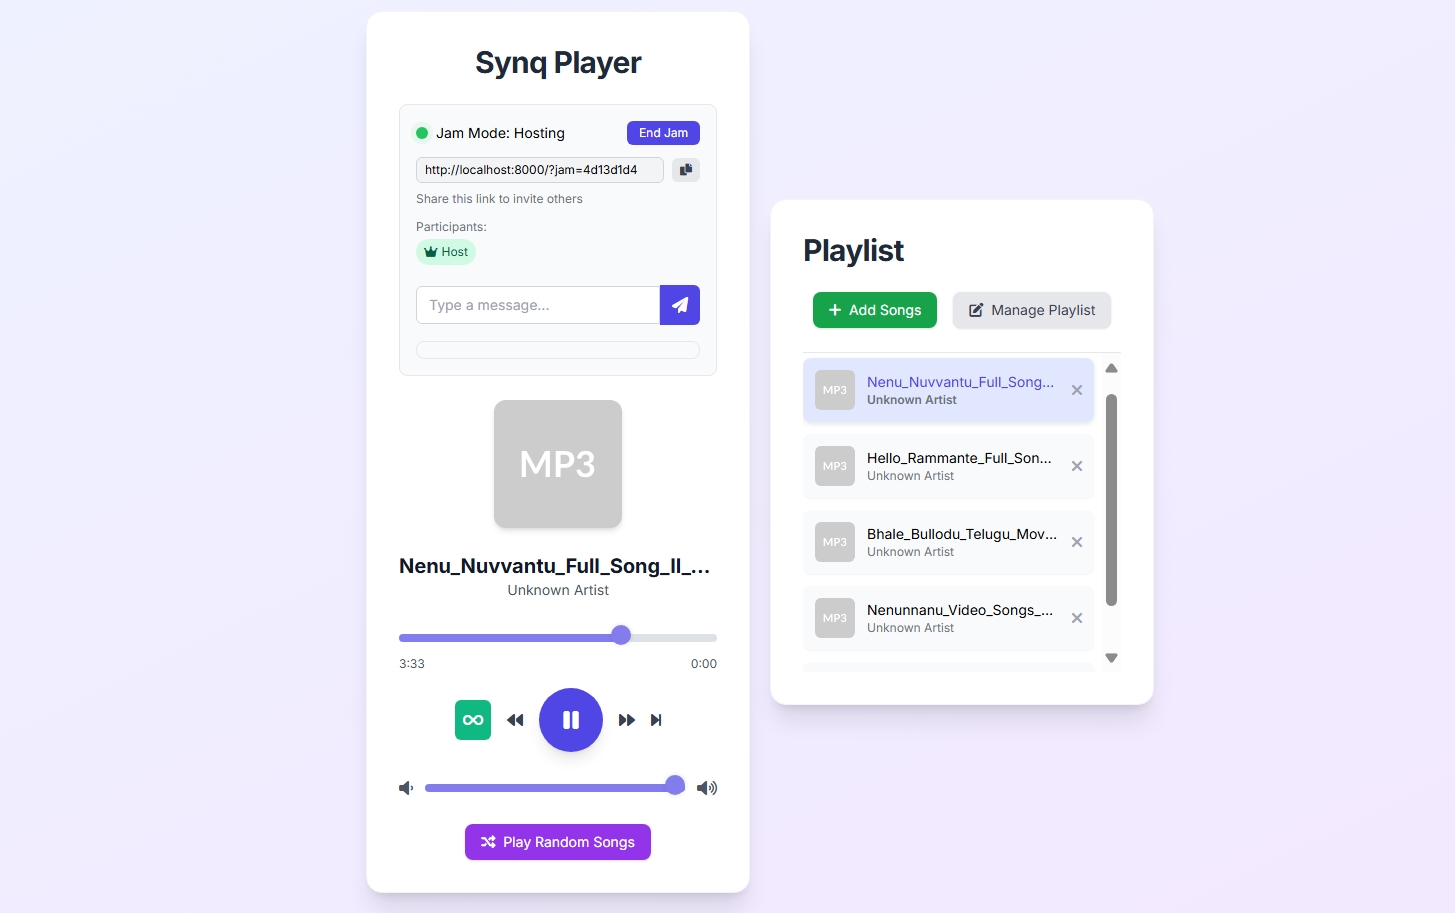 Synq Player
Jam Mode: Hosting
End Jam
http://localhost:8000/?jam=4d13d1d4
Share this link to invite others
Participants:
Host
Type a message...
MP3
Nenu_Nuvvantu_Full_Song_ll_...
Unknown Artist
3:33
0:00
Play Random Songs
Playlist
Add Songs
Manage Playlist
MP3
Nenu_Nuvvantu_Full_Song...
Unknown Artist
MP3
Hello_Rammante_Full_Son...
Unknown Artist
MP3
Bhale_Bullodu_Telugu_Mov...
Unknown Artist
MP3
Nenunnanu_Video_Songs_...
Unknown Artist